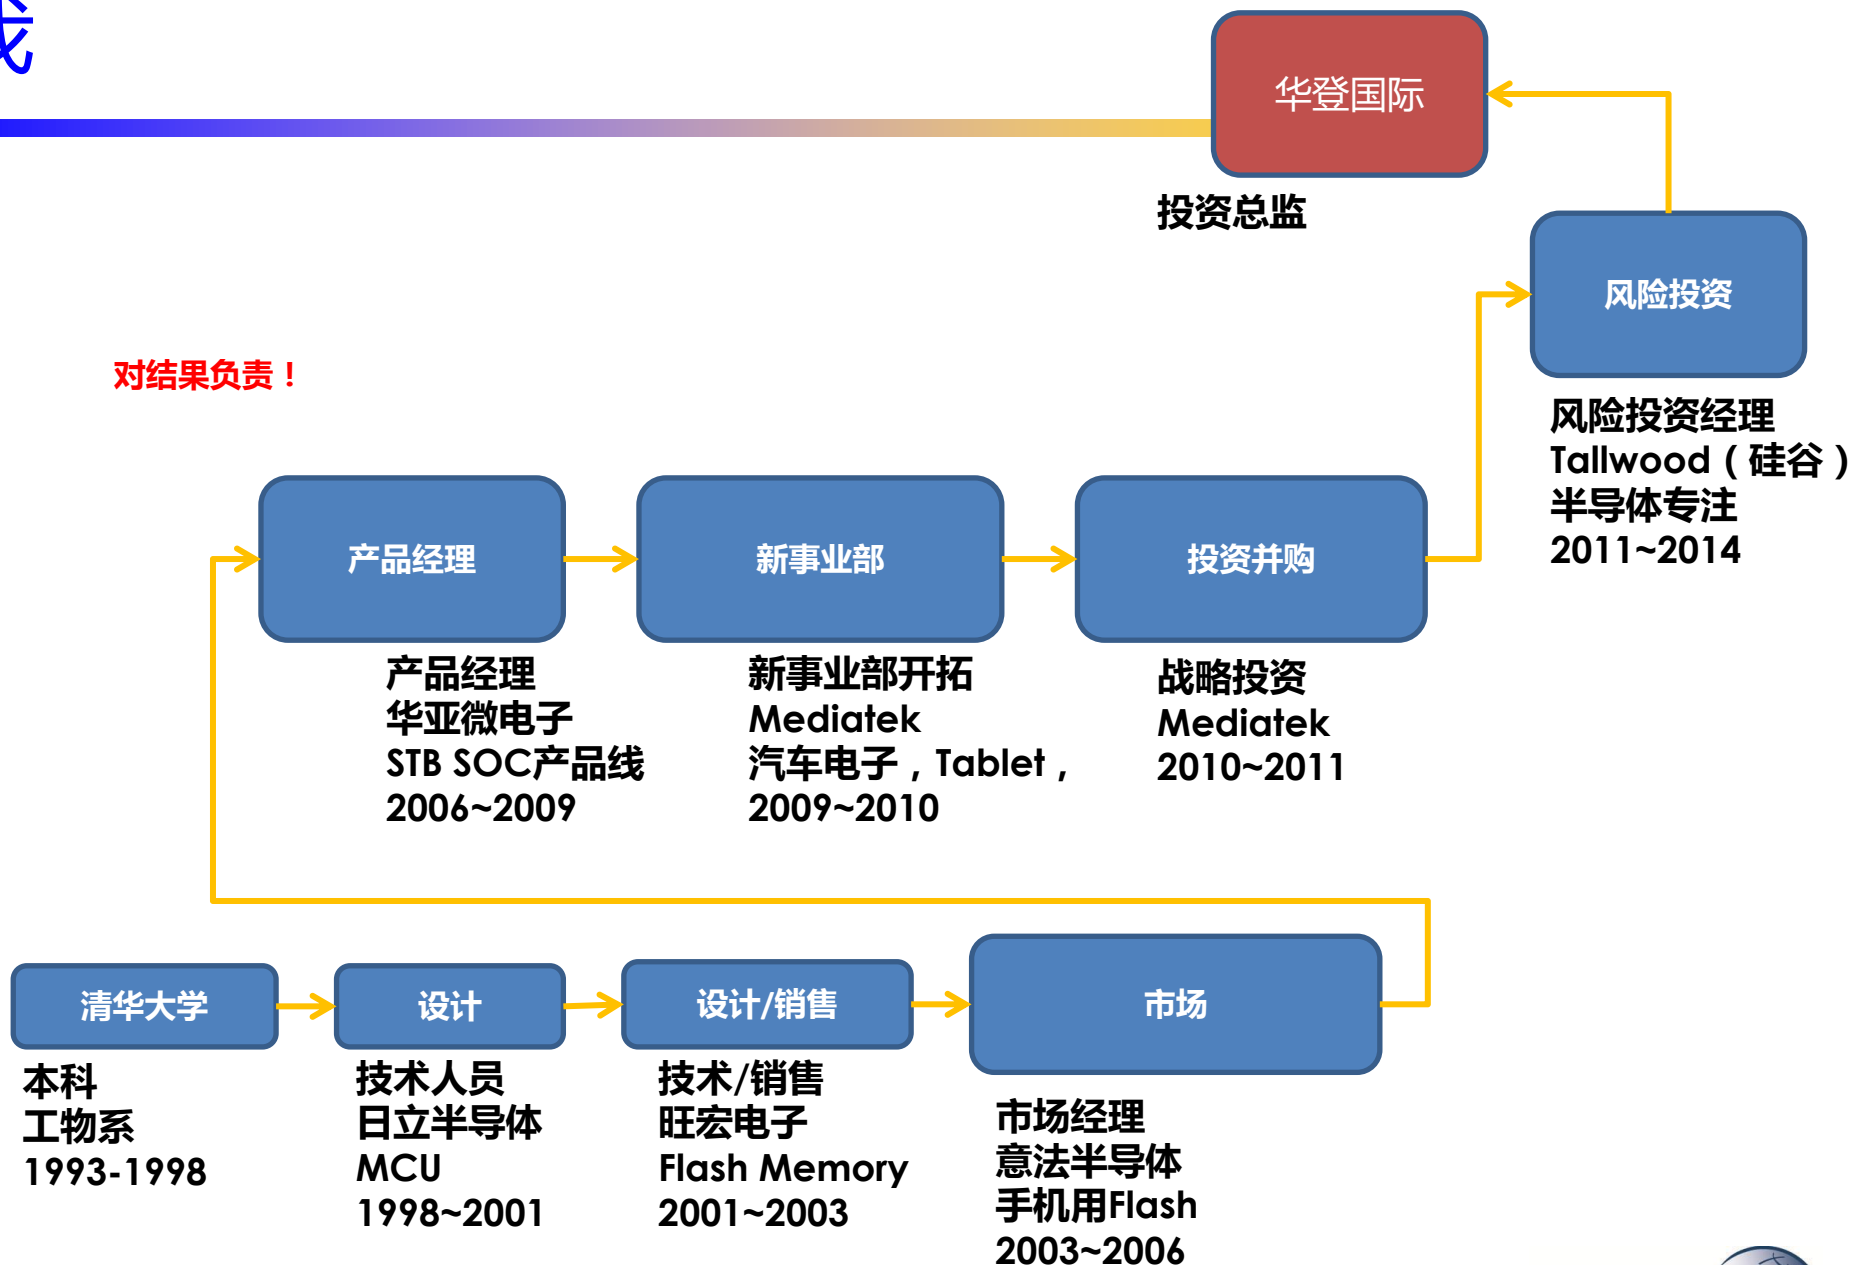 华登国际
投资总监
风险投资
对结果负责！
风险投资经理
Tallwood（硅谷）
半导体专注
2011~2014
产品经理
新事业部
投资并购
产品经理
华亚微电子
STB SOC产品线
2006~2009
新事业部开拓
Mediatek
汽车电子，Tablet，
2009~2010
战略投资
Mediatek
2010~2011
清华大学
设计
设计/销售
市场
本科
工物系
1993-1998
技术人员
日立半导体
MCU
1998~2001
技术/销售
旺宏电子
Flash Memory
2001~2003
市场经理
意法半导体
手机用Flash
2003~2006